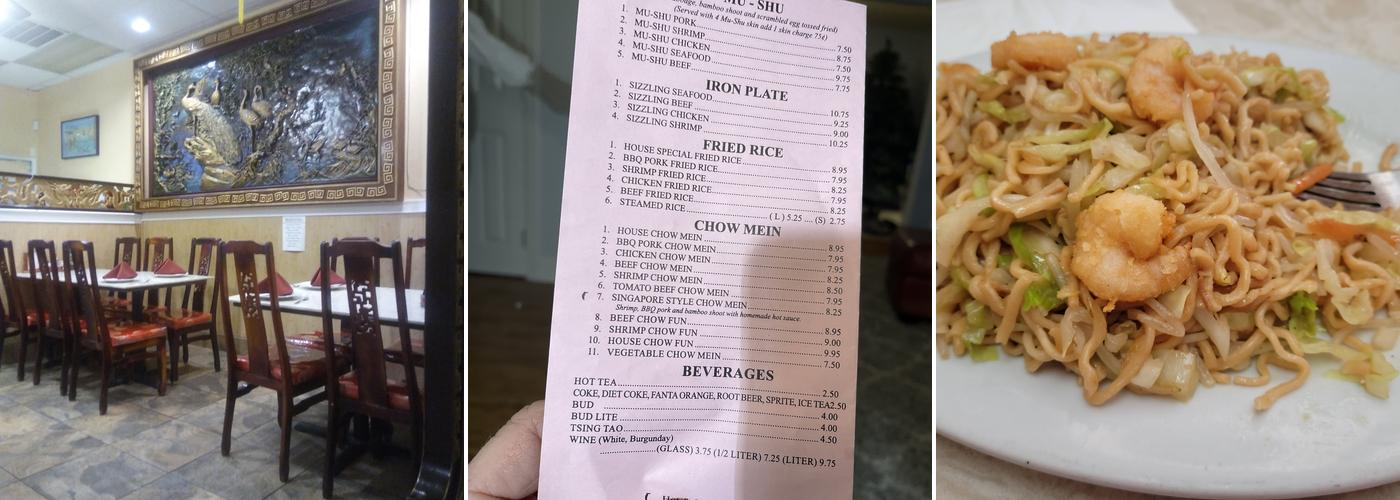 MU - SHU
bamboo shoot and scrambled egg tossed fried)
(Served with 4 Mu-Shu skin add 1 skin charge 75¢)
1. MU-SHU PORK 7.50
2. MU-SHU SHRIMP 8.75
3. MU-SHU CHICKEN 7.50
4. MU-SHU SEAFOOD 9.75
5. MU-SHU BEEF 7.75
IRON PLATE
1. SIZZLING SEAFOOD 10.75
2. SIZZLING BEEF 9.25
3. SIZZLING CHICKEN 9.00
4. SIZZLING SHRIMP 10.25
FRIED RICE
1. HOUSE SPECIAL FRIED RICE 8.95
2. BBQ PORK FRIED RICE 7.95
3. SHRIMP FRIED RICE 8.25
4. CHICKEN FRIED RICE 7.95
5. BEEF FRIED RICE 8.25
6. STEAMED RICE ( L ) 5.25 .... (S) 2.75
CHOW MEIN
1. HOUSE CHOW MEIN 8.95
2. BBQ PORK CHOW MEIN 7.95
3. CHICKEN CHOW MEIN 7.95
4. BEEF CHOW MEIN 8.25
5. SHRIMP CHOW MEIN 8.50
6. TOMATO BEEF CHOW MEIN 7.95
( 7. SINGAPORE STYLE CHOW MEIN 8.25
Shrimp, BBQ pork and bamboo shoot with homemade hot sauce.
8. BEEF CHOW FUN 8.95
9. SHRIMP CHOW FUN 9.00
10. HOUSE CHOW FUN 9.95
11. VEGETABLE CHOW MEIN 7.50
BEVERAGES
HOT TEA 2.50
COKE, DIET COKE, FANTA ORANGE, ROOT BEER, SPRITE, ICE TEA 2.50
BUD 4.00
BUD LITE 4.00
TSING TAO 4.50
WINE (White, Burgunday)
(GLASS) 3.75 (1/2 LITER) 7.25 (LITER) 9.75